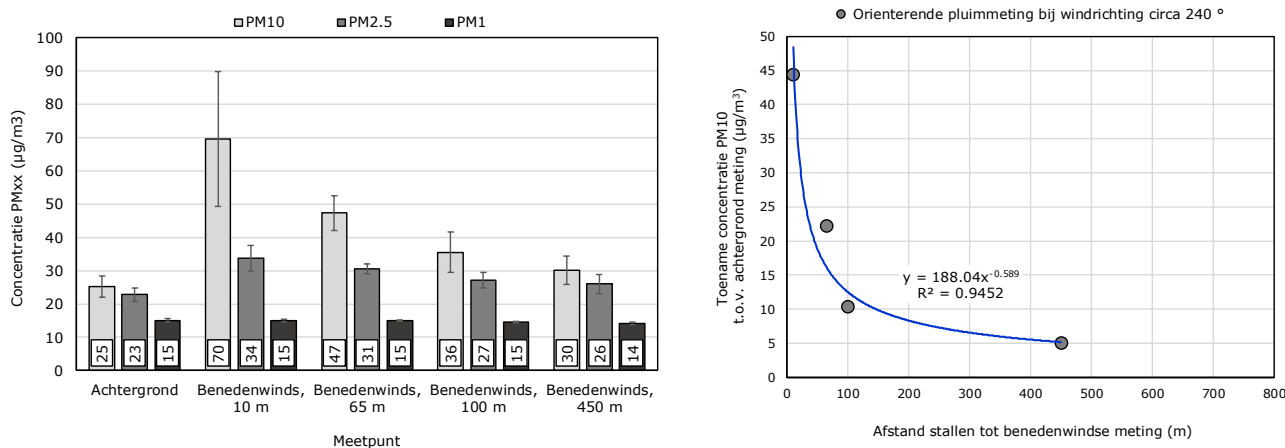 PM10 PM2.5 PM1
Concentratie PMxx (µg/m3)
100
90
80
70
60
50
40
30
20
10
0
25 23 15 70 34 15 47 31 15 36 27 15 30 26 14
Achtergrond Benedenwinds, Benedenwinds, Benedenwinds, Benedenwinds,
10 m 65 m 100 m 450 m
Meetpunt
Orienterende pluimmeting bij windrichting circa 240 °
Toename concentratie PM10
t.o.v. achtergrond meting (µg/m³)
50
45
40
35
30
25
20
15
10
5
0
y = 188.04x^-0.589
R² = 0.9452
0 100 200 300 400 500 600 700 800
Afstand stallen tot benedenwindse meting (m)